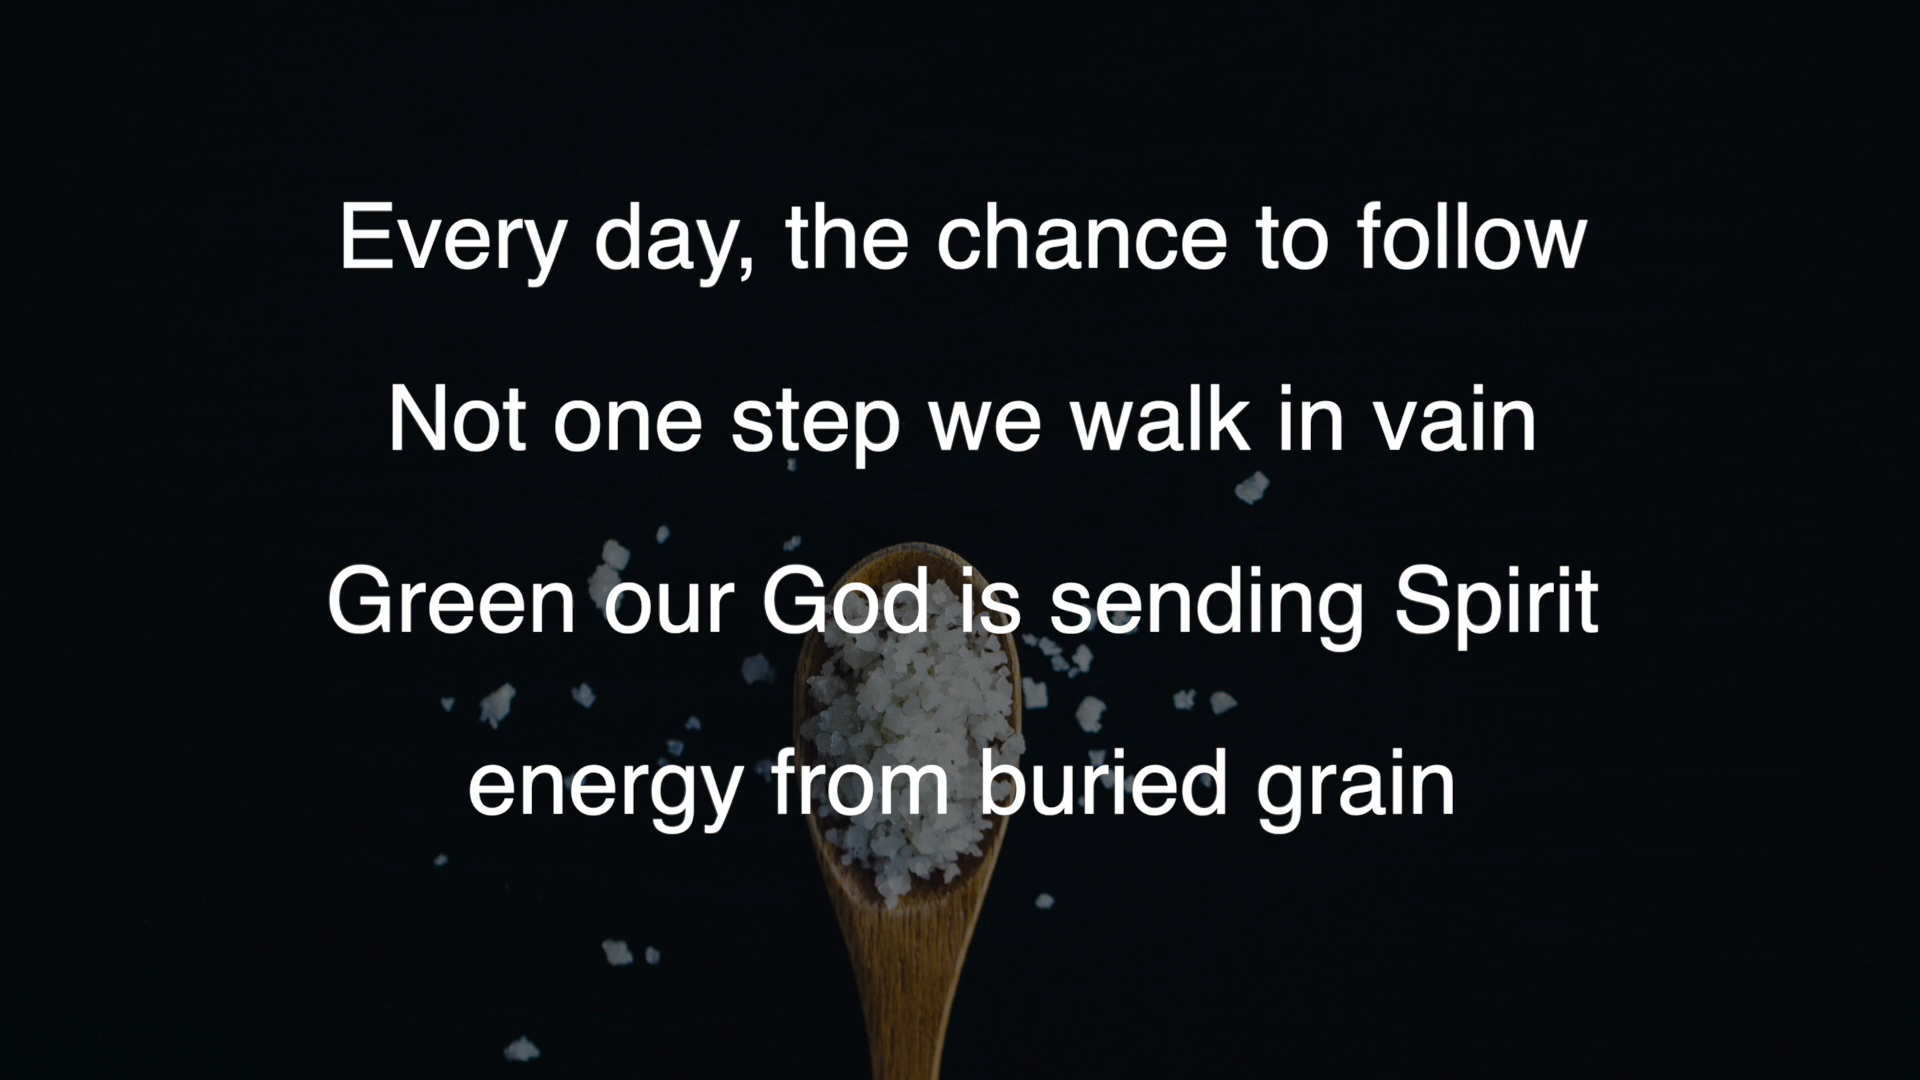 Every day, the chance to follow
Not one step we walk in vain
Green our God is sending Spirit
energy from buried grain